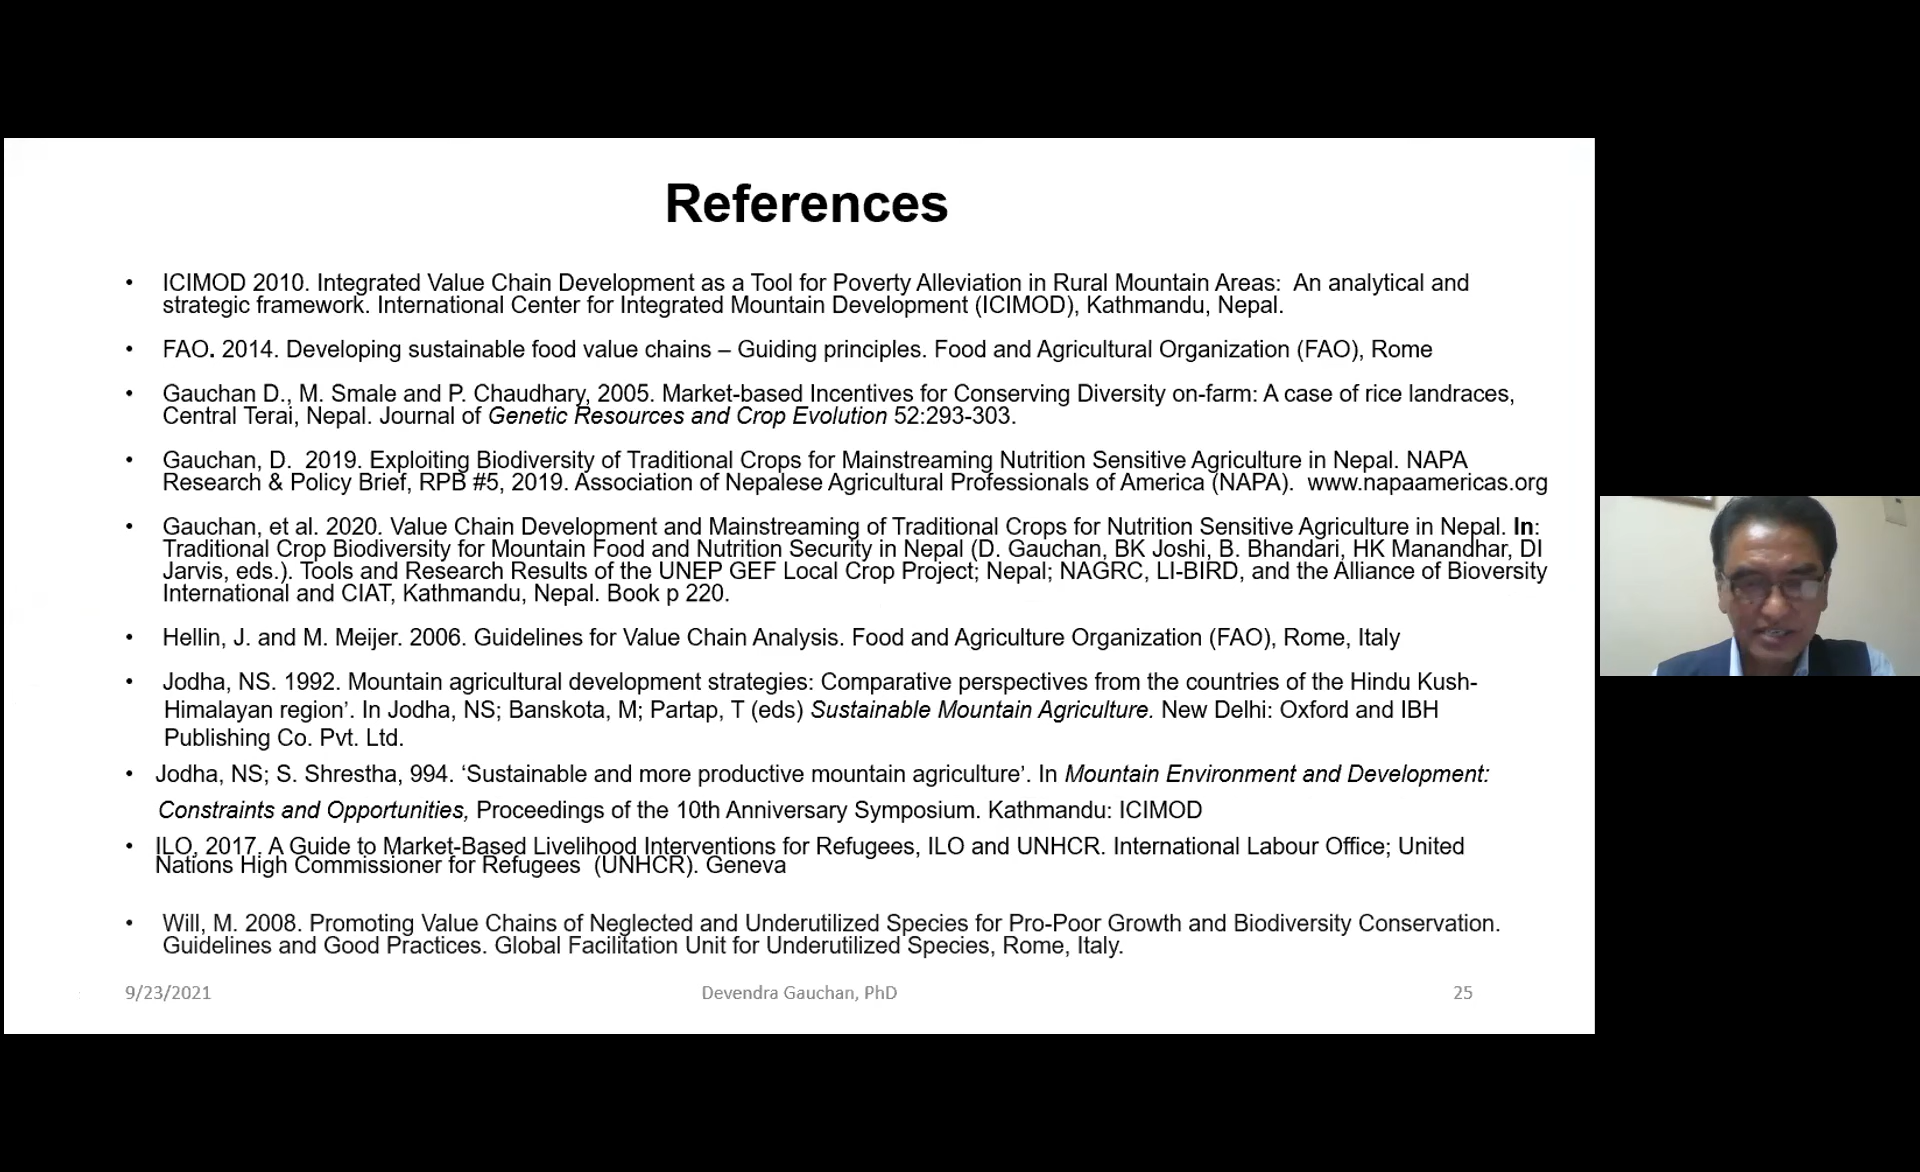 References
• ICIMOD 2010. Integrated Value Chain Development as a Tool for Poverty Alleviation in Rural Mountain Areas:  An analytical and
strategic framework. International Center for Integrated Mountain Development (ICIMOD), Kathmandu, Nepal.
• FAO. 2014. Developing sustainable food value chains – Guiding principles. Food and Agricultural Organization (FAO), Rome
• Gauchan D., M. Smale and P. Chaudhary, 2005. Market-based Incentives for Conserving Diversity on-farm: A case of rice landraces,
Central Terai, Nepal. Journal of Genetic Resources and Crop Evolution 52:293-303.
• Gauchan, D.  2019. Exploiting Biodiversity of Traditional Crops for Mainstreaming Nutrition Sensitive Agriculture in Nepal. NAPA
Research & Policy Brief, RPB #5, 2019. Association of Nepalese Agricultural Professionals of America (NAPA).  www.napaamericas.org
• Gauchan, et al. 2020. Value Chain Development and Mainstreaming of Traditional Crops for Nutrition Sensitive Agriculture in Nepal. In:
Traditional Crop Biodiversity for Mountain Food and Nutrition Security in Nepal (D. Gauchan, BK Joshi, B. Bhandari, HK Manandhar, DI
Jarvis, eds.). Tools and Research Results of the UNEP GEF Local Crop Project; Nepal; NAGRC, LI-BIRD, and the Alliance of Bioversity
International and CIAT, Kathmandu, Nepal. Book p 220.
• Hellin, J. and M. Meijer. 2006. Guidelines for Value Chain Analysis. Food and Agriculture Organization (FAO), Rome, Italy
• Jodha, NS. 1992. Mountain agricultural development strategies: Comparative perspectives from the countries of the Hindu Kush-
Himalayan region’. In Jodha, NS; Banskota, M; Partap, T (eds) Sustainable Mountain Agriculture. New Delhi: Oxford and IBH
Publishing Co. Pvt. Ltd.
• Jodha, NS; S. Shrestha, 994. ‘Sustainable and more productive mountain agriculture’. In Mountain Environment and Development:
Constraints and Opportunities, Proceedings of the 10th Anniversary Symposium. Kathmandu: ICIMOD
• ILO, 2017. A Guide to Market-Based Livelihood Interventions for Refugees, ILO and UNHCR. International Labour Office; United
Nations High Commissioner for Refugees  (UNHCR). Geneva
• Will, M. 2008. Promoting Value Chains of Neglected and Underutilized Species for Pro-Poor Growth and Biodiversity Conservation.
Guidelines and Good Practices. Global Facilitation Unit for Underutilized Species, Rome, Italy.
9/23/2021 Devendra Gauchan, PhD 25